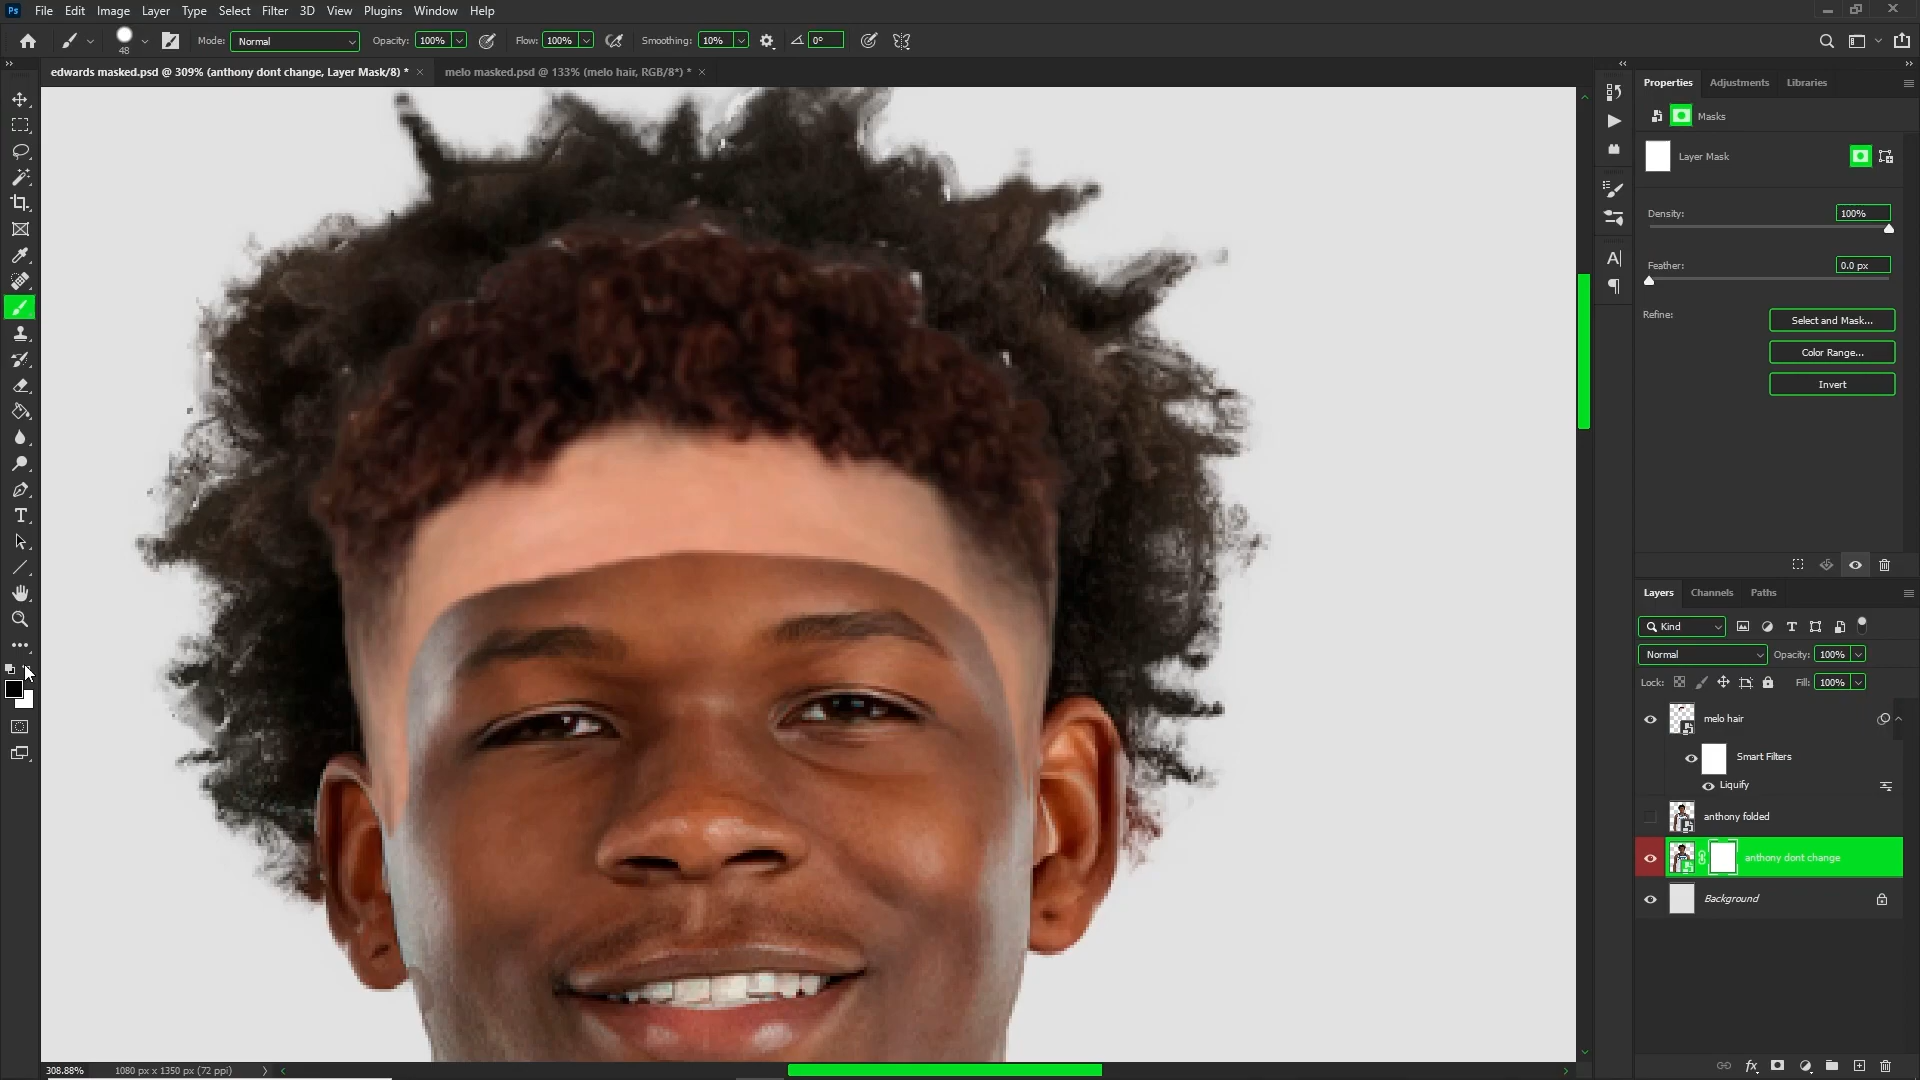 Ps File Edit Image Layer Type Select Filter 3D View Plugins Window Help
48 Mode: Normal Opacity: 100% Flow: 100% Smoothing: 10% 0°
edwards masked.psd @ 309% (anthony dont change, Layer Mask/8) * × melo masked.psd @ 133% (melo hair, RGB/8*) * ×
Properties Adjustments Libraries
Masks
Layer Mask
Density: 100%
Feather: 0.0 px
Refine: Select and Mask...
Color Range...
Invert
Layers Channels Paths
Kind
Normal Opacity: 100%
Lock: Fill: 100%
melo hair
Smart Filters
Liquify
anthony folded
anthony dont change
Background
308.88% 1080 px x 1350 px (72 ppi)